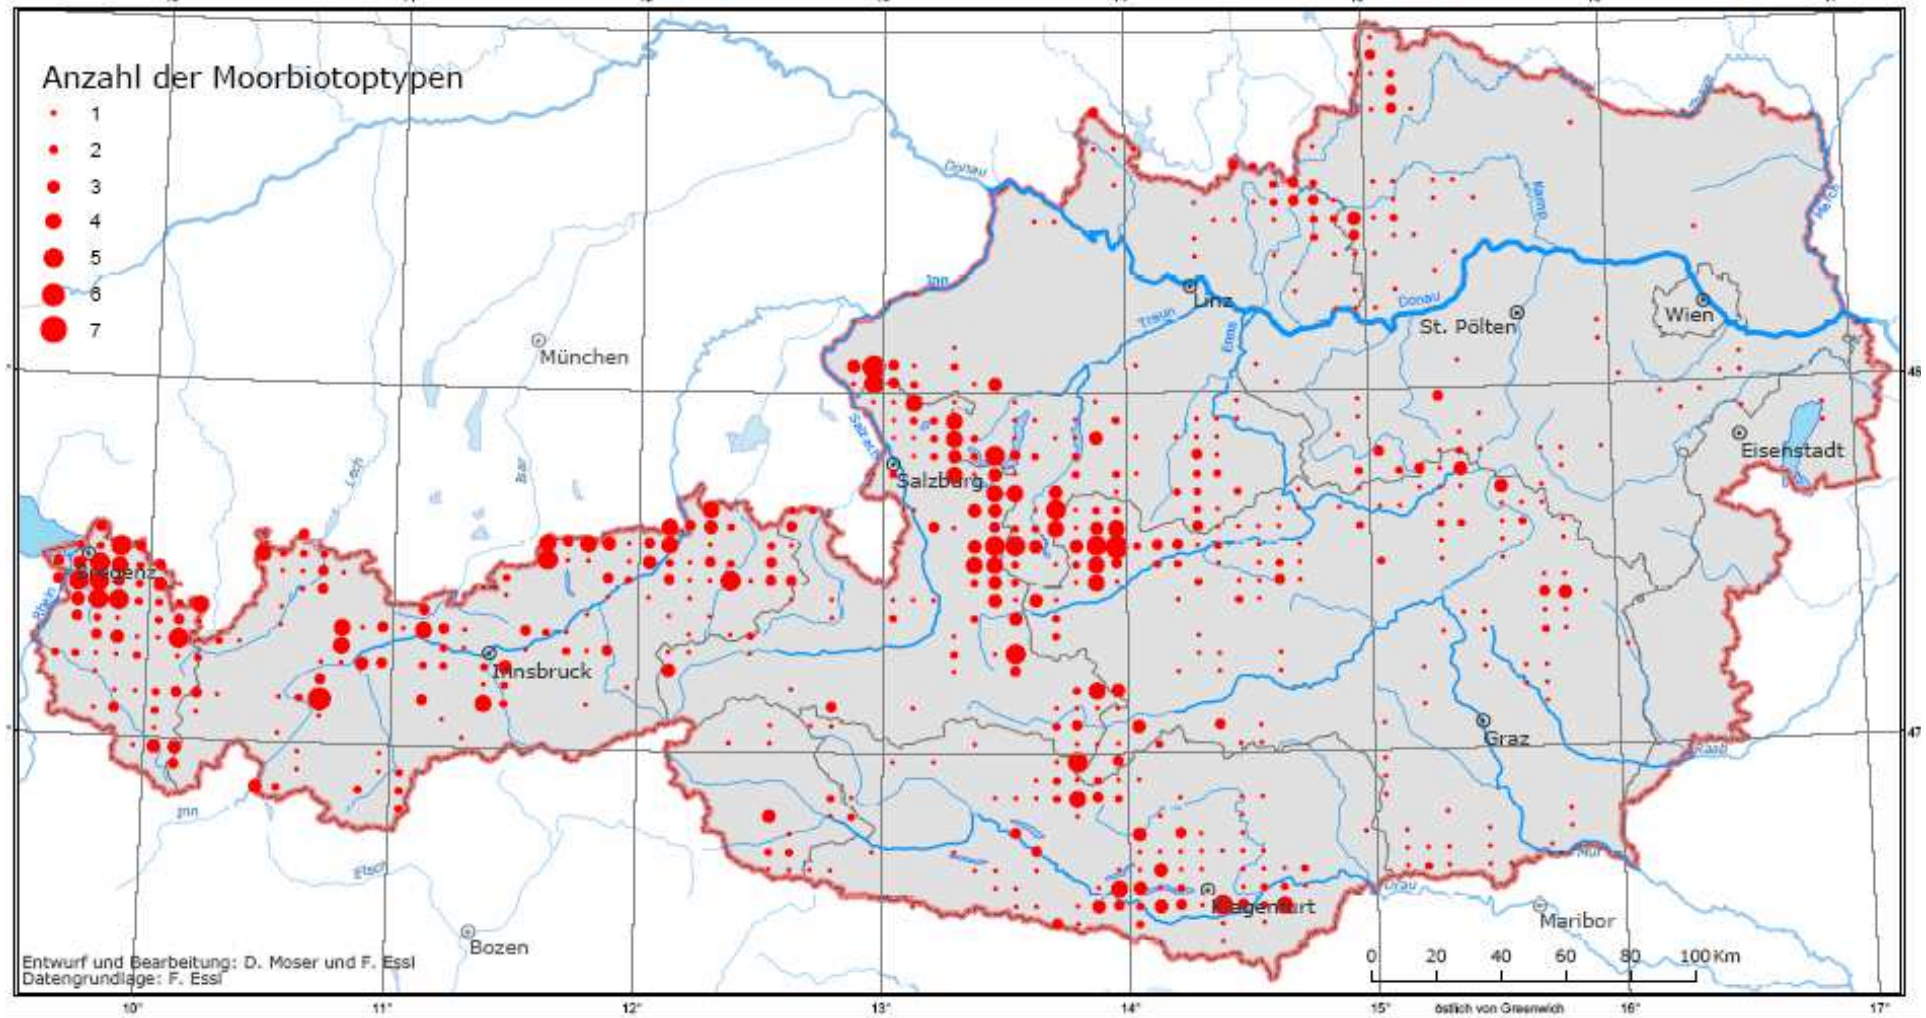 Anzahl der Moorbiotoptypen
1
2
3
4
5
6
7
Donau
Kamp
March
Inn
Linz
Donau
Traun
Enns
St. Pölten
Wien
München
48
Salzach
Lech
Isar
Eisenstadt
Salzburg
Bregenz
Rhein
Innsbruck
Graz
47
Raab
Inn
Etsch
Mur
Drau
Klagenfurt
Maribor
Bozen
0 20 40 60 80 100 Km
Entwurf und Bearbeitung: D. Moser und F. Essl
Datengrundlage: F. Essl
10° 11° 12° 13° 14° 15° östlich von Greenwich 16° 17°